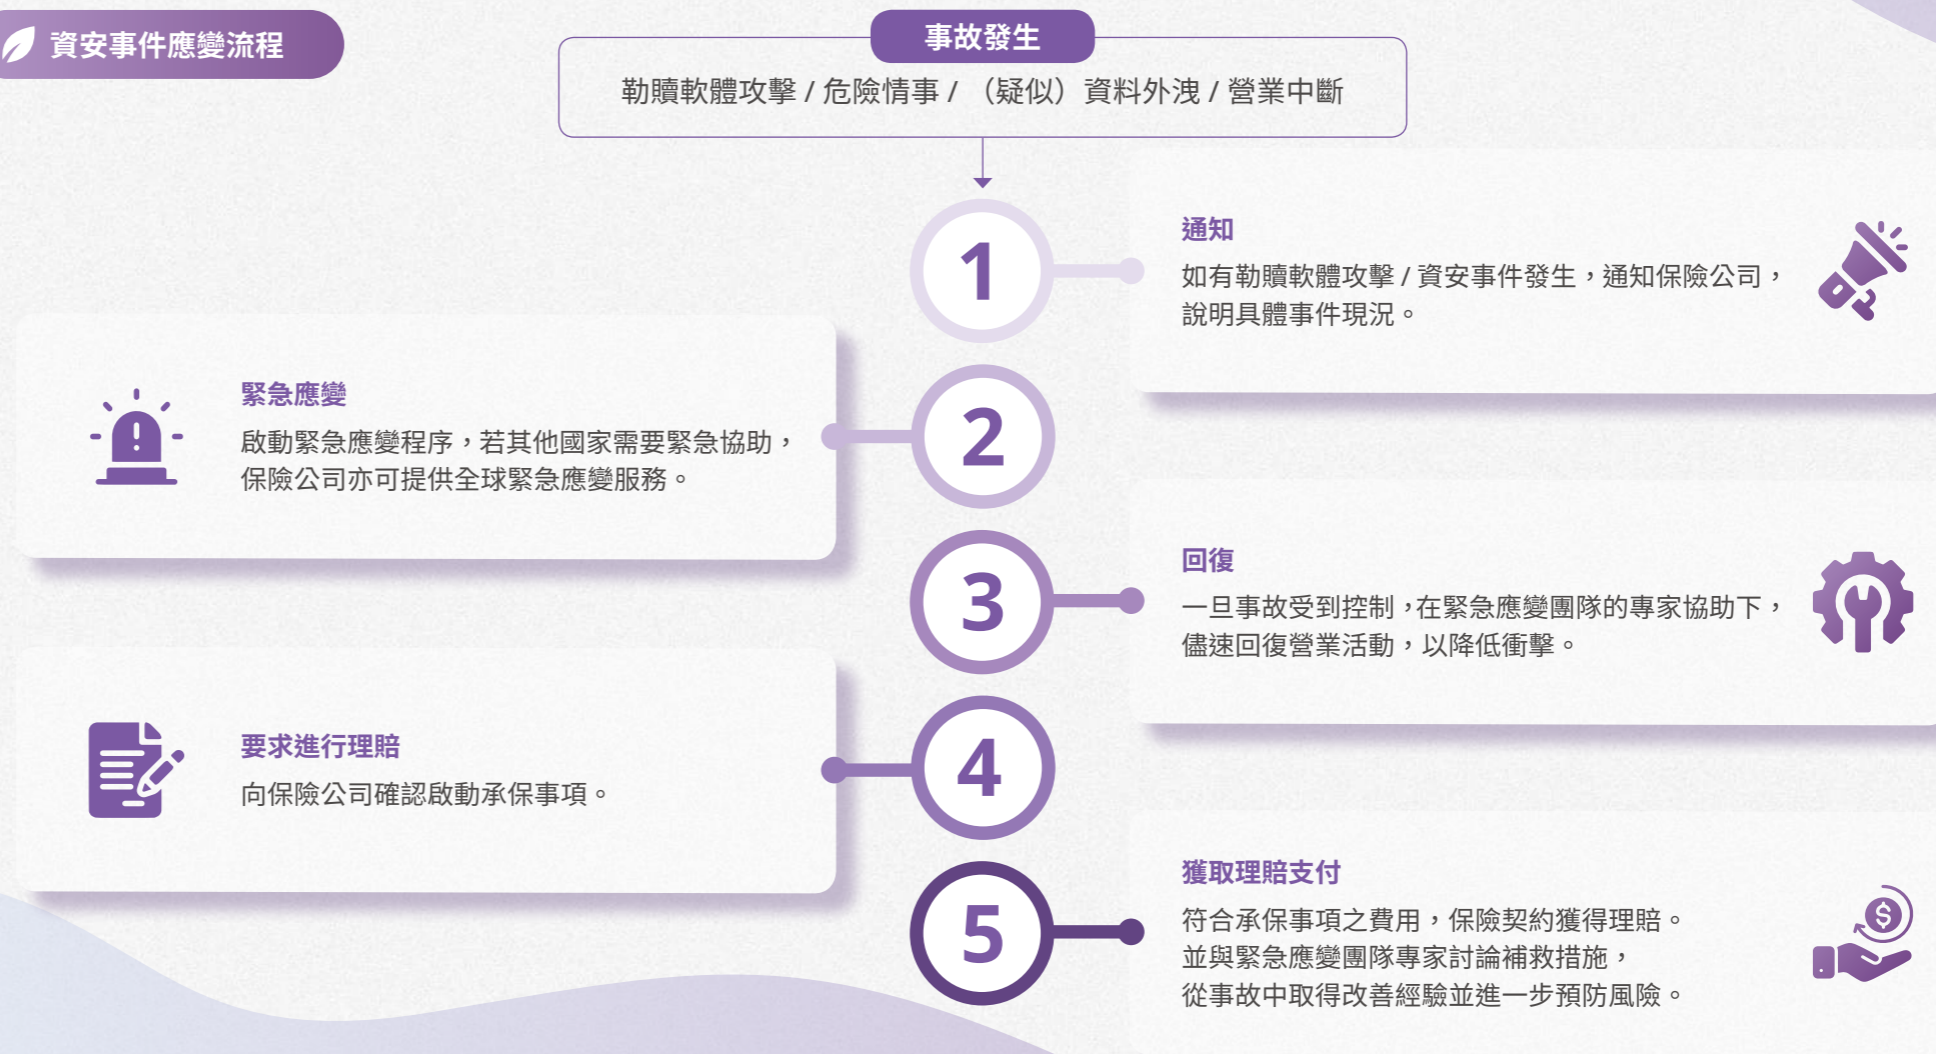 資安事件應變流程
事故發生
勒贖軟體攻擊 / 危險情事 / （疑似）資料外洩 / 營業中斷
1
通知
如有勒贖軟體攻擊 / 資安事件發生，通知保險公司，
說明具體事件現況。
2
緊急應變
啟動緊急應變程序，若其他國家需要緊急協助，
保險公司亦可提供全球緊急應變服務。
3
回復
一旦事故受到控制，在緊急應變團隊的專家協助下，
儘速回復營業活動，以降低衝擊。
4
要求進行理賠
向保險公司確認啟動承保事項。
5
獲取理賠支付
符合承保事項之費用，保險契約獲得理賠。
並與緊急應變團隊專家討論補救措施，
從事故中取得改善經驗並進一步預防風險。